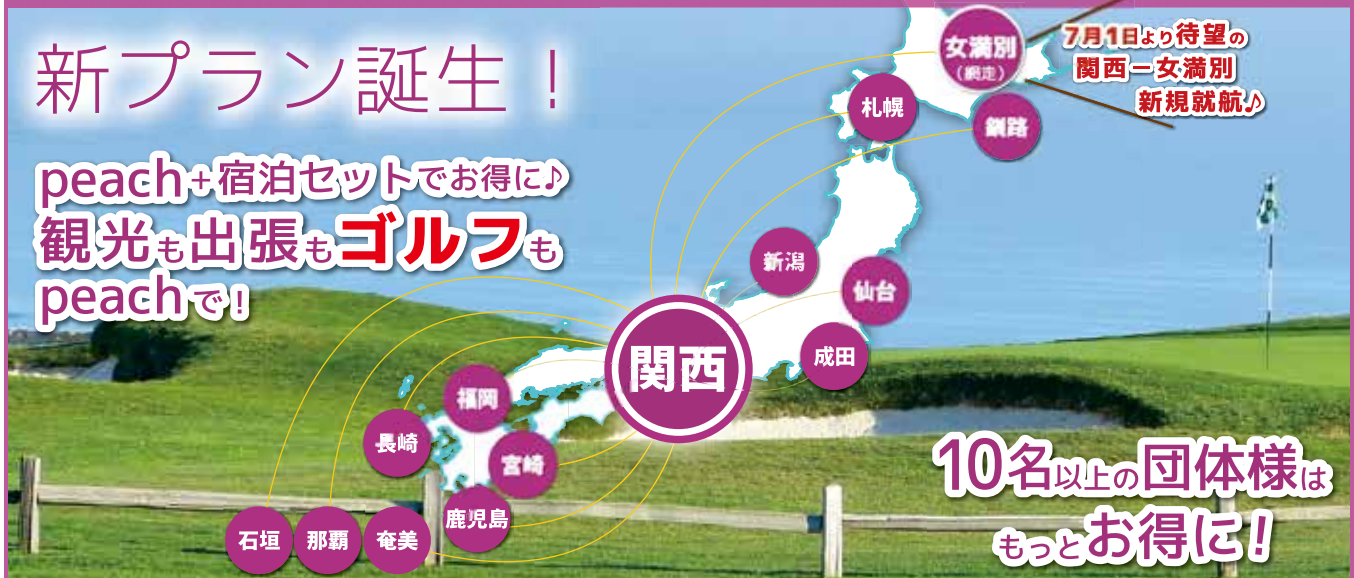 新プラン誕生！
peach+宿泊セットでお得に♪
観光も出張もゴルフも
peachで！
女満別
（網走）
7月1日より待望の
関西ー女満別
新規就航♪
札幌
釧路
新潟
仙台
成田
関西
福岡
長崎
宮崎
鹿児島
石垣
那覇
奄美
10名以上の団体様は
もっとお得に！